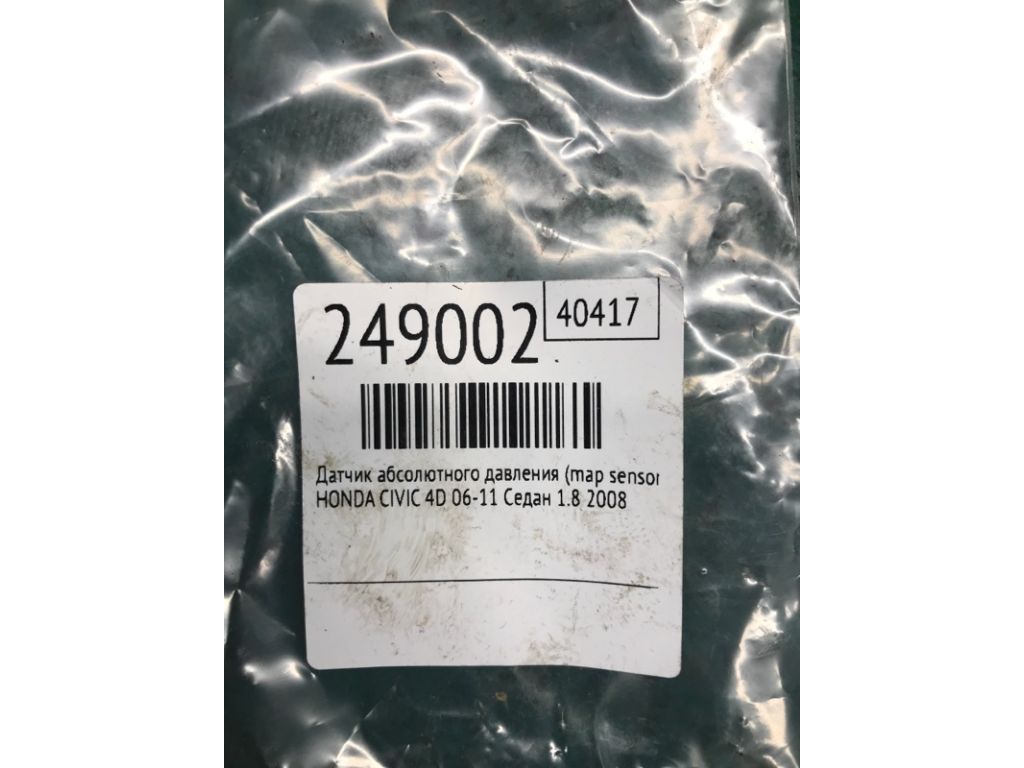 249002
40417
Датчик абсолютного давления (map sensor
HONDA CIVIC 4D 06-11 Седан 1.8 2008